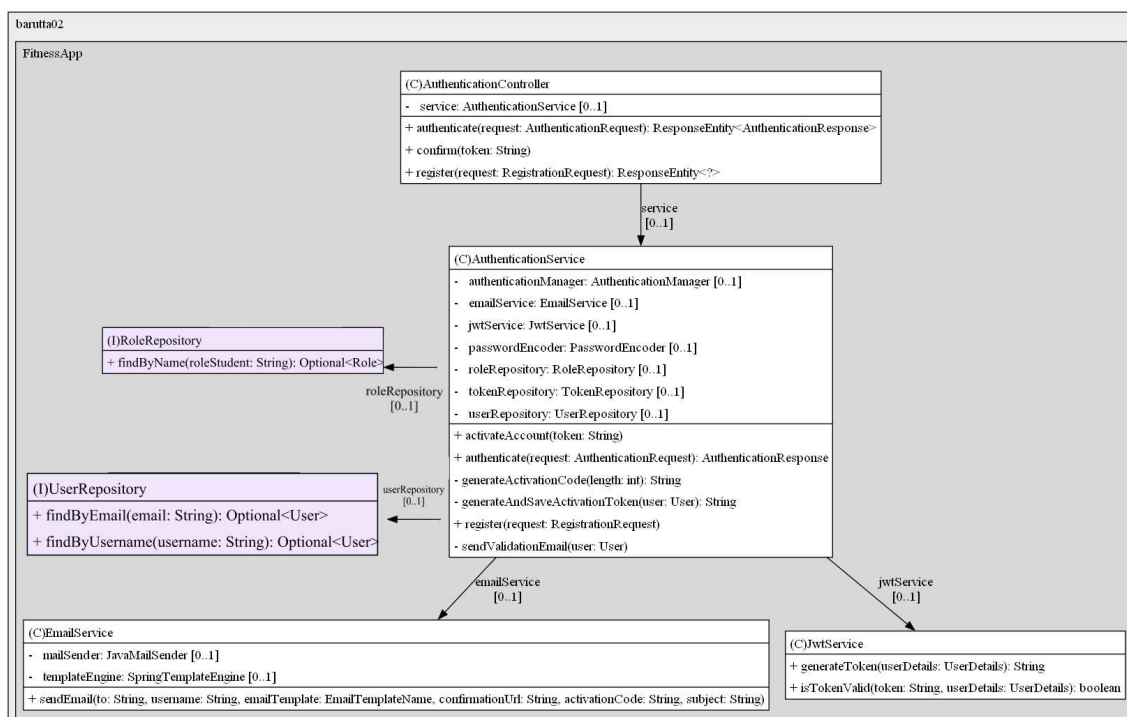 barutta02
FitnessApp
(C)AuthenticationController
- service: AuthenticationService [0..1]
+ authenticate(request: AuthenticationRequest): ResponseEntity<AuthenticationResponse>
+ confirm(token: String)
+ register(request: RegistrationRequest): ResponseEntity<?>
service
[0..1]
(C)AuthenticationService
- authenticationManager: AuthenticationManager [0..1]
- emailService: EmailService [0..1]
- jwtService: JwtService [0..1]
- passwordEncoder: PasswordEncoder [0..1]
- roleRepository: RoleRepository [0..1]
- tokenRepository: TokenRepository [0..1]
- userRepository: UserRepository [0..1]
+ activateAccount(token: String)
+ authenticate(request: AuthenticationRequest): AuthenticationResponse
- generateActivationCode(length: int): String
- generateAndSaveActivationToken(user: User): String
+ register(request: RegistrationRequest)
- sendValidationEmail(user: User)
(I)RoleRepository
+ findByName(roleStudent: String): Optional<Role>
roleRepository
[0..1]
(I)UserRepository
+ findByEmail(email: String): Optional<User>
+ findByUsername(username: String): Optional<User>
userRepository
[0..1]
emailService
[0..1]
jwtService
[0..1]
(C)EmailService
- mailSender: JavaMailSender [0..1]
- templateEngine: SpringTemplateEngine [0..1]
+ sendEmail(to: String, username: String, emailTemplate: EmailTemplateName, confirmationUrl: String, activationCode: String, subject: String)
(C)JwtService
+ generateToken(userDetails: UserDetails): String
+ isTokenValid(token: String, userDetails: UserDetails): boolean